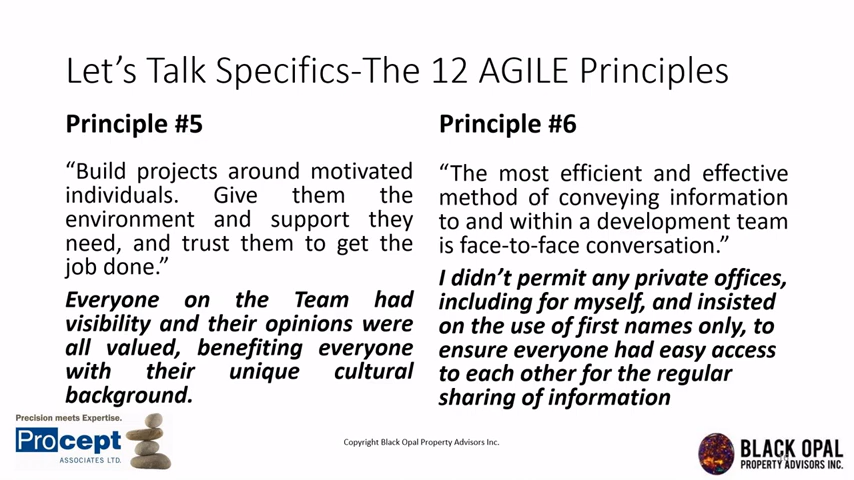 Let’s Talk Specifics-The 12 AGILE Principles
Principle #5
“Build projects around motivated
individuals. Give them the
environment and support they
need, and trust them to get the
job done.”
Everyone on the Team had
visibility and their opinions were
all valued, benefiting everyone
with their unique cultural
background.
Principle #6
“The most efficient and effective
method of conveying information
to and within a development team
is face-to-face conversation.”
I didn’t permit any private offices,
including for myself, and insisted
on the use of first names only, to
ensure everyone had easy access
to each other for the regular
sharing of information
Precision meets Expertise.
Procept
ASSOCIATES LTD.
Copyright Black Opal Property Advisors Inc.
BLACK OPAL
PROPERTY ADVISORS INC.